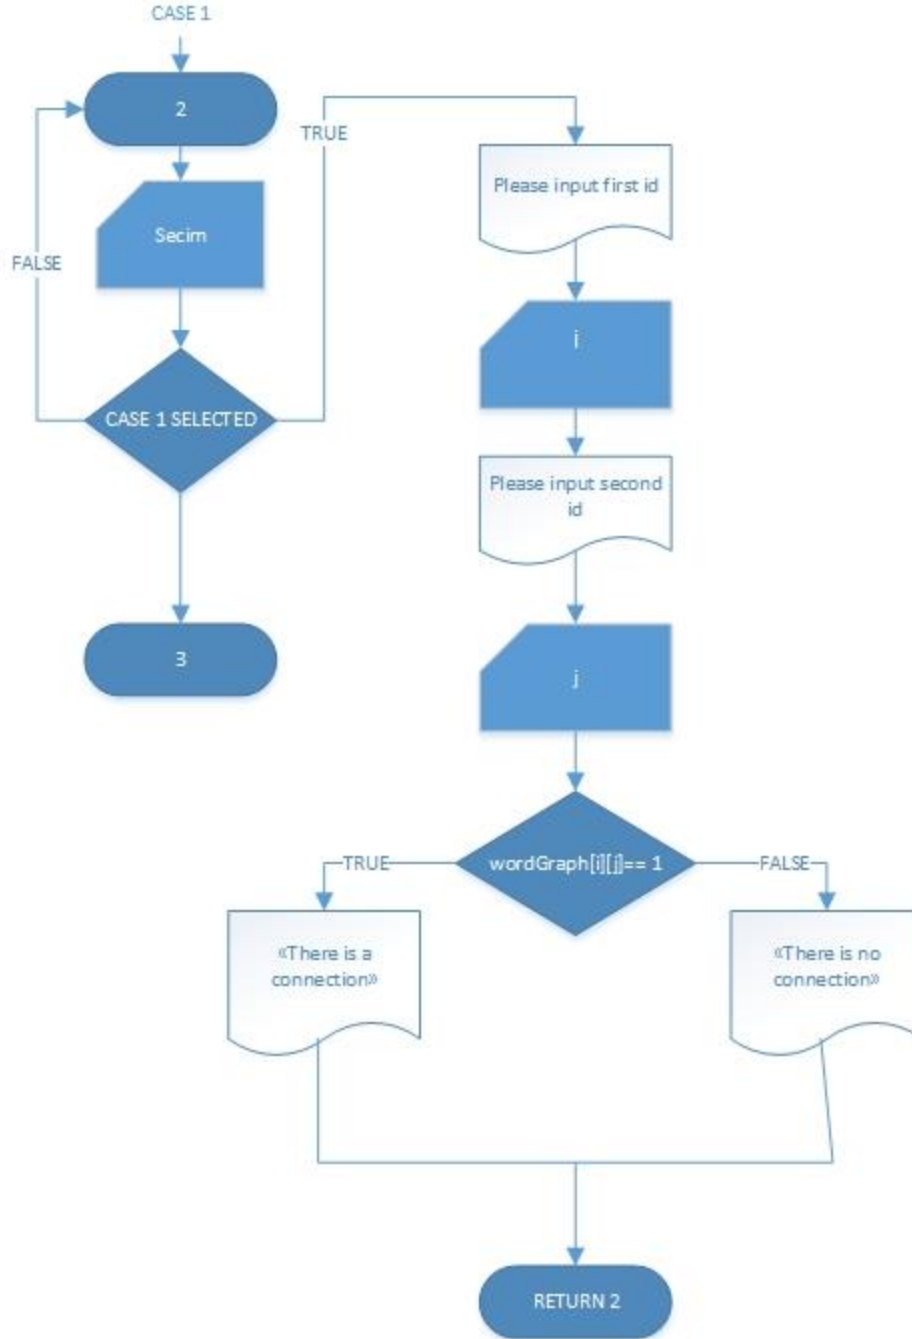 CASE 1
2
TRUE
Please input first id
Secim
FALSE
i
CASE 1 SELECTED
Please input second
id
3
j
wordGraph[i][j]== 1
TRUE
FALSE
«There is a
connection»
«There is no
connection»
RETURN 2